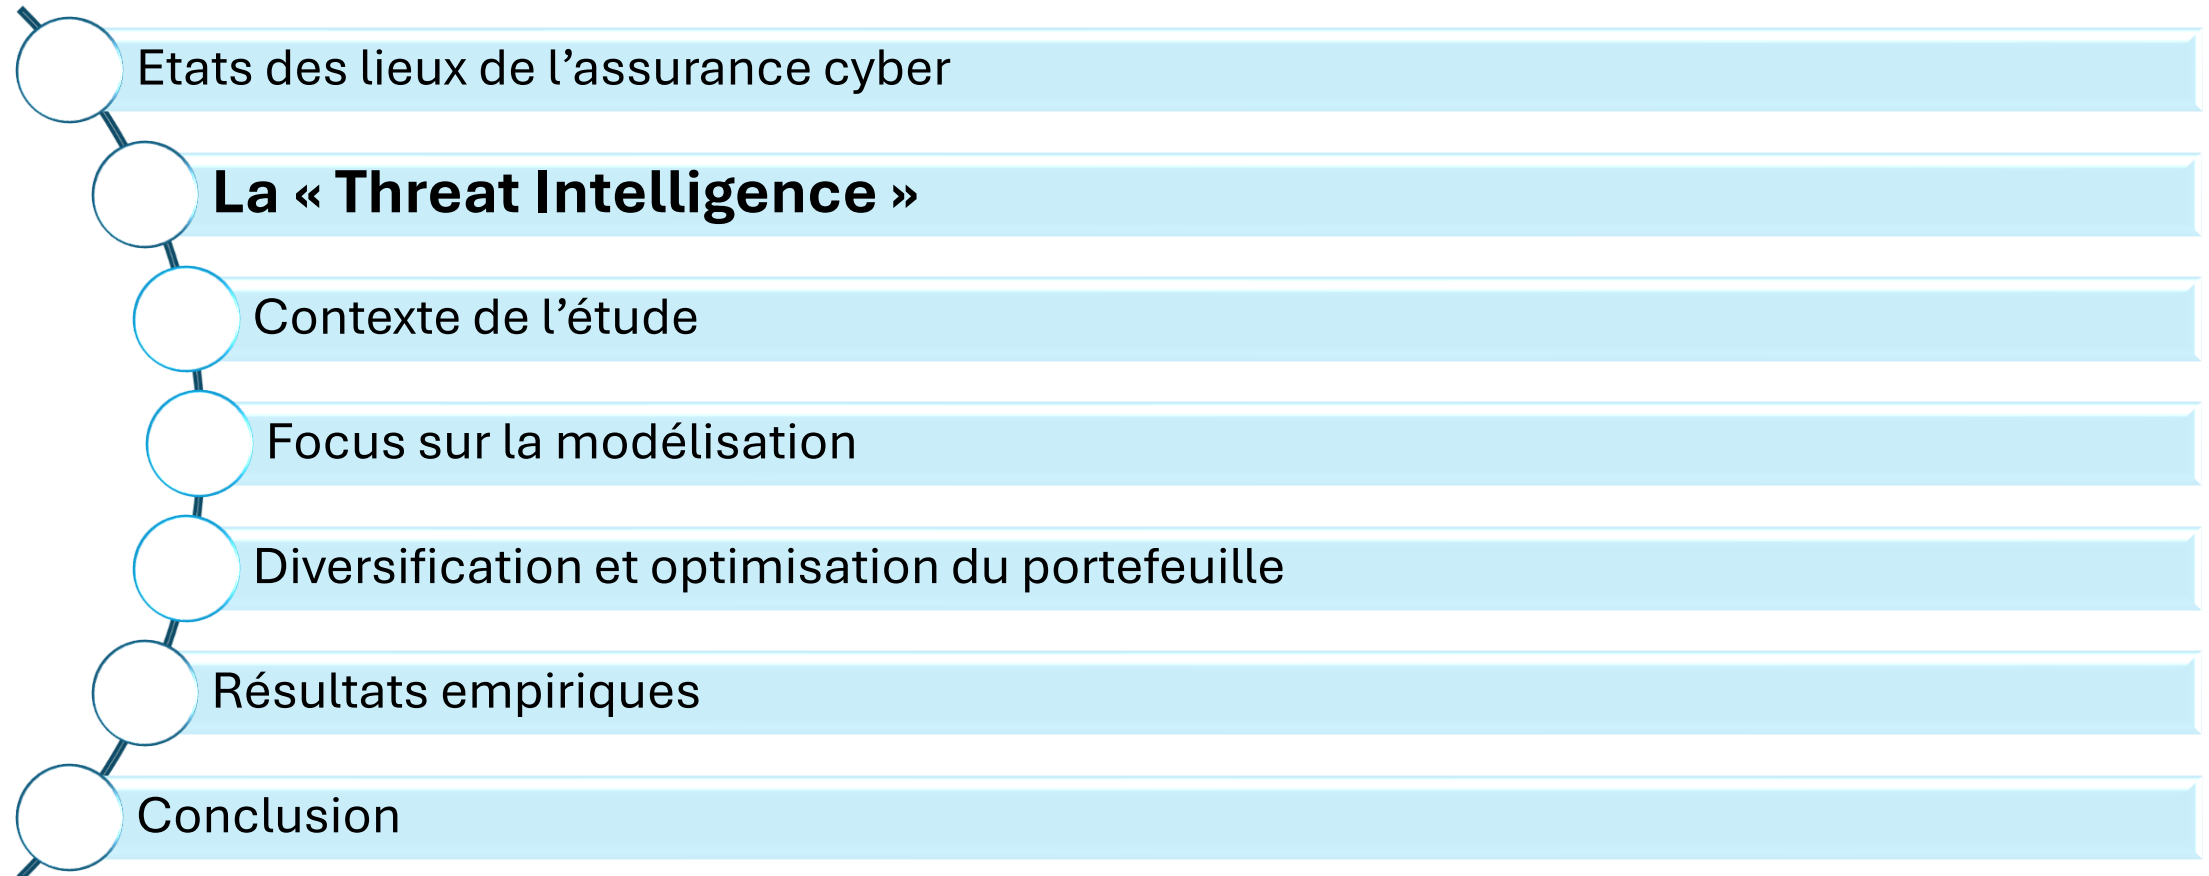 Etats des lieux de l’assurance cyber
La « Threat Intelligence »
Contexte de l’étude
Focus sur la modélisation
Diversification et optimisation du portefeuille
Résultats empiriques
Conclusion